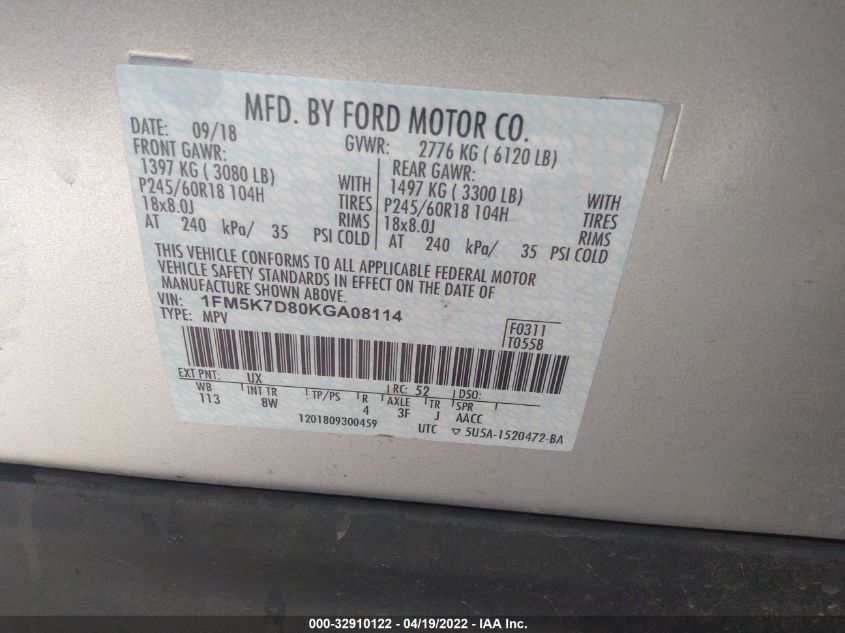 MFD. BY FORD MOTOR CO.
DATE: 09/18 GVWR: 2776 KG ( 6120 LB)
FRONT GAWR: REAR GAWR:
1397 KG ( 3080 LB) WITH 1497 KG ( 3300 LB) WITH
P245/60R18 104H TIRES P245/60R18 104H TIRES
18x8.0J RIMS 18x8.0J RIMS
AT 240 kPa/ 35 PSI COLD AT 240 kPa/ 35 PSI COLD
THIS VEHICLE CONFORMS TO ALL APPLICABLE FEDERAL MOTOR
VEHICLE SAFETY STANDARDS IN EFFECT ON THE DATE OF
MANUFACTURE SHOWN ABOVE.
VIN: 1FM5K7D80KGA08114
TYPE: MPV
F0311
T0558
EXT PNT: UX RC: 52 DSO:
WB INT TR TP/PS R AXLE TR SPR
113 8W 4 3F J AACC
1201809300459 UTC ▽ 5U5A-1520472-BA
000-32910122 - 04/19/2022 - IAA Inc.